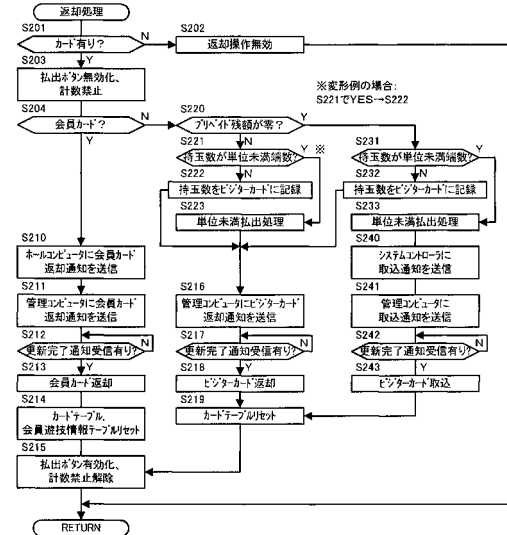 返却処理
S201
カード有り?
N
Y
S202
返却操作無効
S203
払出ボタン無効化、
計数禁止
S204
会員カード?
N
Y
※変形例の場合:
S221でYES→S222
S220
プリペイド残額が零?
Y
N
S221
持玉数が単位未満端数?
Y ※
N
S222
持玉数をビジターカードに記録
S223
単位未満払出処理
S231
持玉数が単位未満端数?
Y
N
S232
持玉数をビジターカードに記録
S233
単位未満払出処理
S210
ホールコンピュータに会員カード
返却通知を送信
S211
管理コンピュータに会員カード
返却通知を送信
S212
更新完了通知受信有り?
N
Y
S213
会員カード返却
S214
カードテーブル、
会員遊技情報テーブルリセット
S215
払出ボタン有効化、
計数禁止解除
S216
管理コンピュータにビジターカード
返却通知を送信
S217
更新完了通知受信有り?
N
Y
S218
ビジターカード返却
S219
カードテーブルリセット
S240
システムコントローラに
取込通知を送信
S241
管理コンピュータに
取込通知を送信
S242
更新完了通知受信有り?
N
Y
S243
ビジターカード取込
RETURN